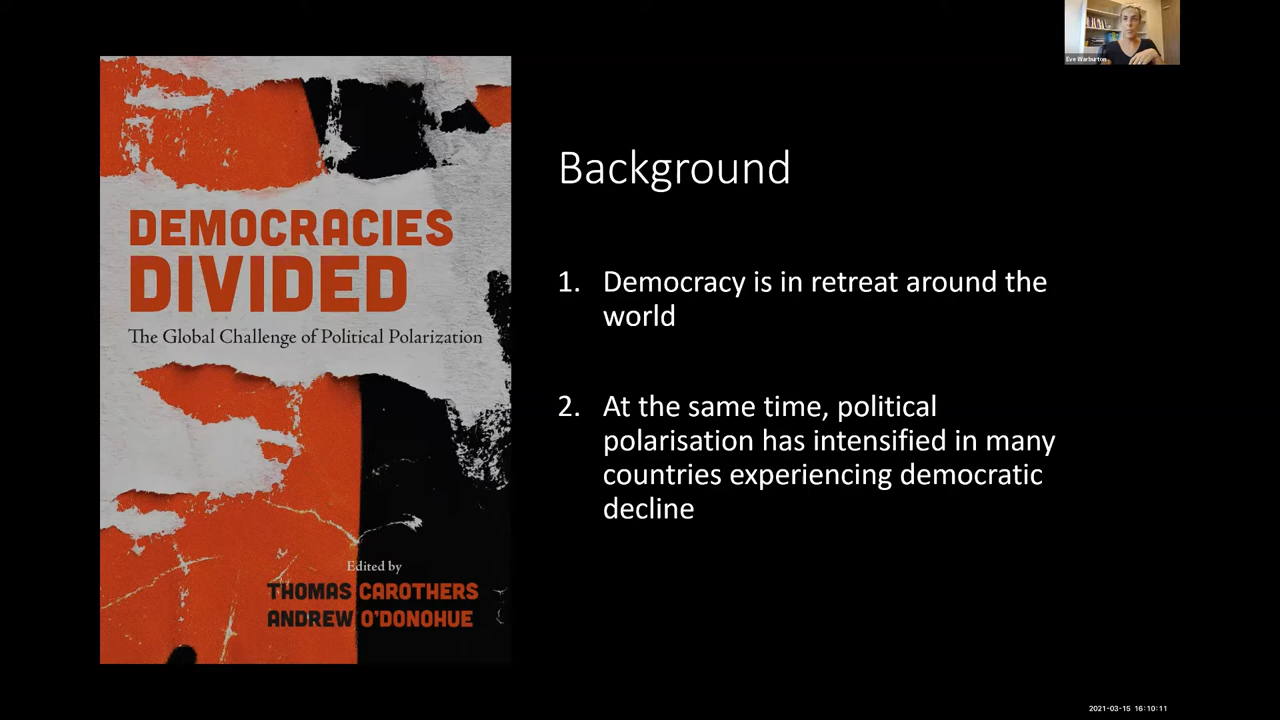 Eve Warburton
DEMOCRACIES
DIVIDED
The Global Challenge of Political Polarization
Edited by
THOMAS CAROTHERS
ANDREW O'DONOHUE
Background
1. Democracy is in retreat around the
world
2. At the same time, political
polarisation has intensified in many
countries experiencing democratic
decline
2021-03-15 16:10:11